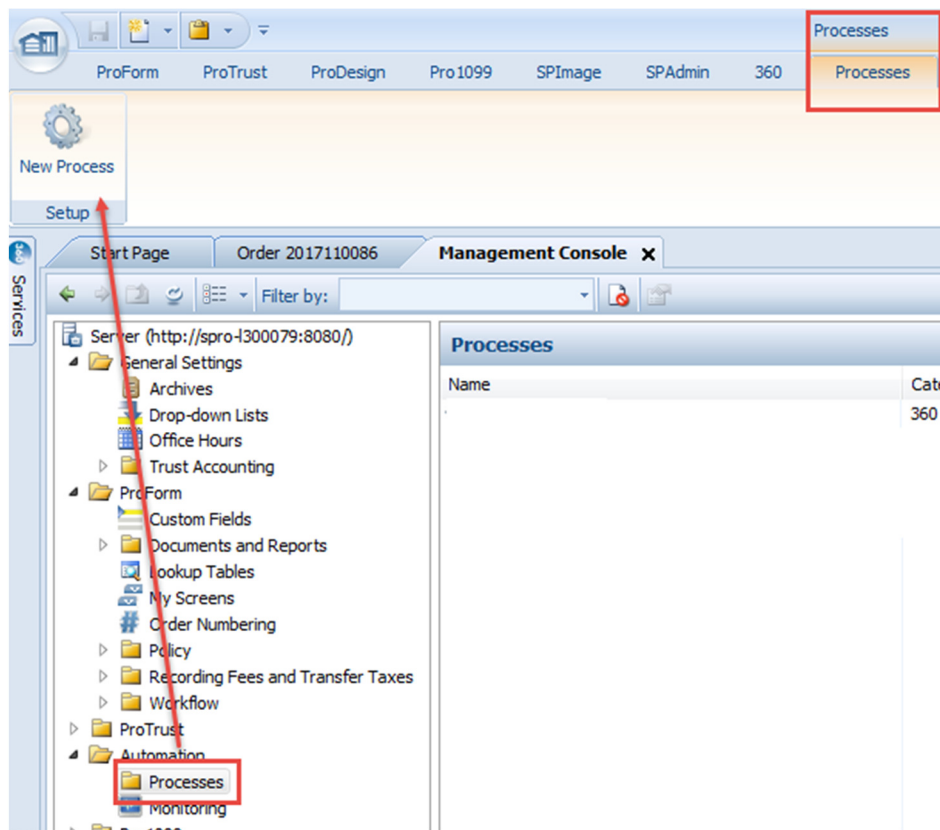 Processes
ProForm ProTrust ProDesign Pro1099 SPImage SPAdmin 360 Processes
New Process
Setup
360 Services
Start Page Order 2017110086 Management Console
Filter by:
Server (http://spro-l300079:8080/)
General Settings
Archives
Drop-down Lists
Office Hours
Trust Accounting
ProForm
Custom Fields
Documents and Reports
Lookup Tables
My Screens
Order Numbering
Policy
Recording Fees and Transfer Taxes
Workflow
ProTrust
Automation
Processes
Monitoring
Processes
Name Cate
360